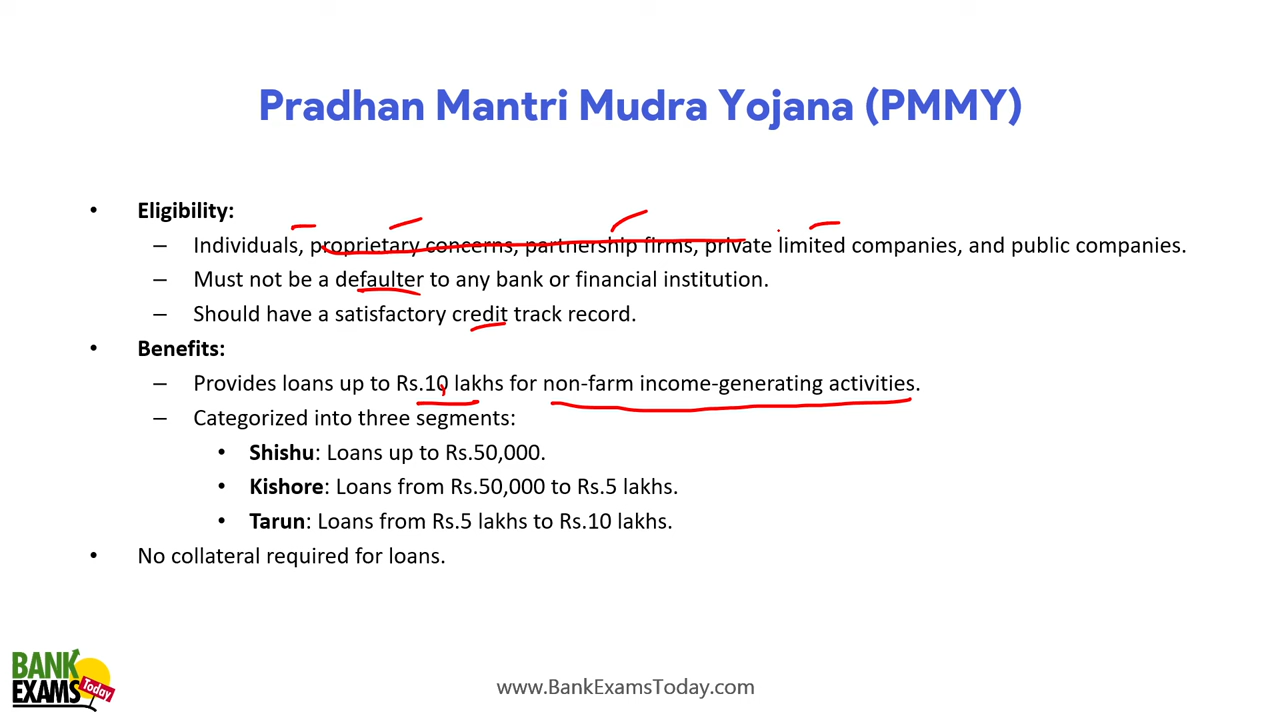 Pradhan Mantri Mudra Yojana (PMMY)
• Eligibility:
– Individuals, proprietary concerns, partnership firms, private limited companies, and public companies.
– Must not be a defaulter to any bank or financial institution.
– Should have a satisfactory credit track record.
• Benefits:
– Provides loans up to Rs.10 lakhs for non-farm income-generating activities.
– Categorized into three segments:
• Shishu: Loans up to Rs.50,000.
• Kishore: Loans from Rs.50,000 to Rs.5 lakhs.
• Tarun: Loans from Rs.5 lakhs to Rs.10 lakhs.
• No collateral required for loans.
BANK
EXAMS Today
www.BankExamsToday.com